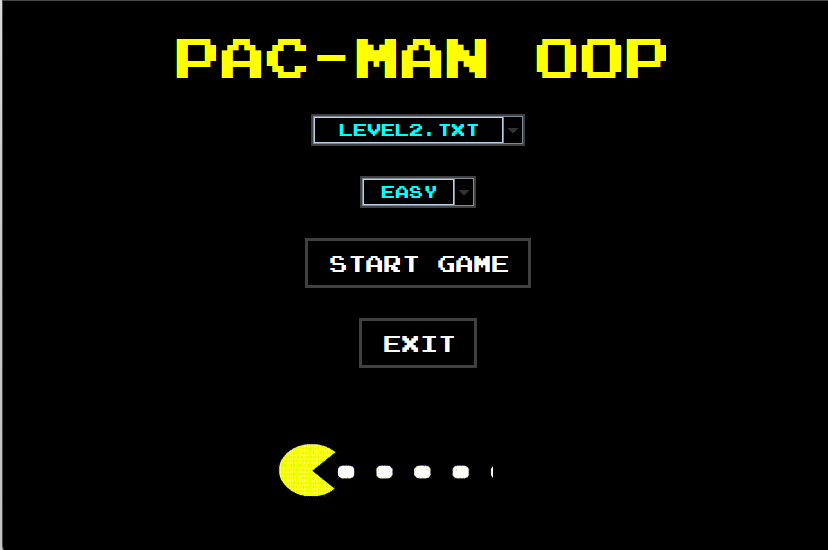 PAC-MAN OOP
LEVEL2.TXT
EASY
START GAME
EXIT